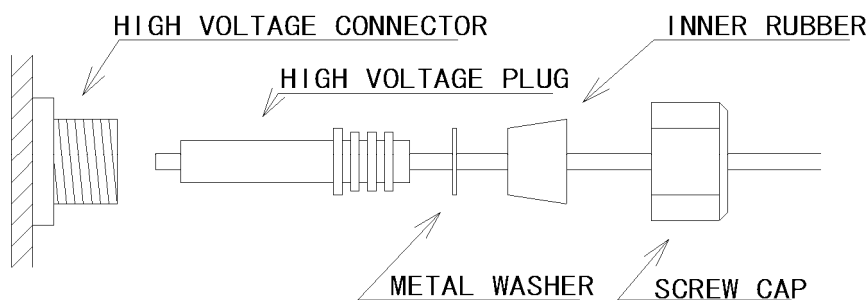 HIGH VOLTAGE CONNECTOR
INNER RUBBER
HIGH VOLTAGE PLUG
METAL WASHER
SCREW CAP